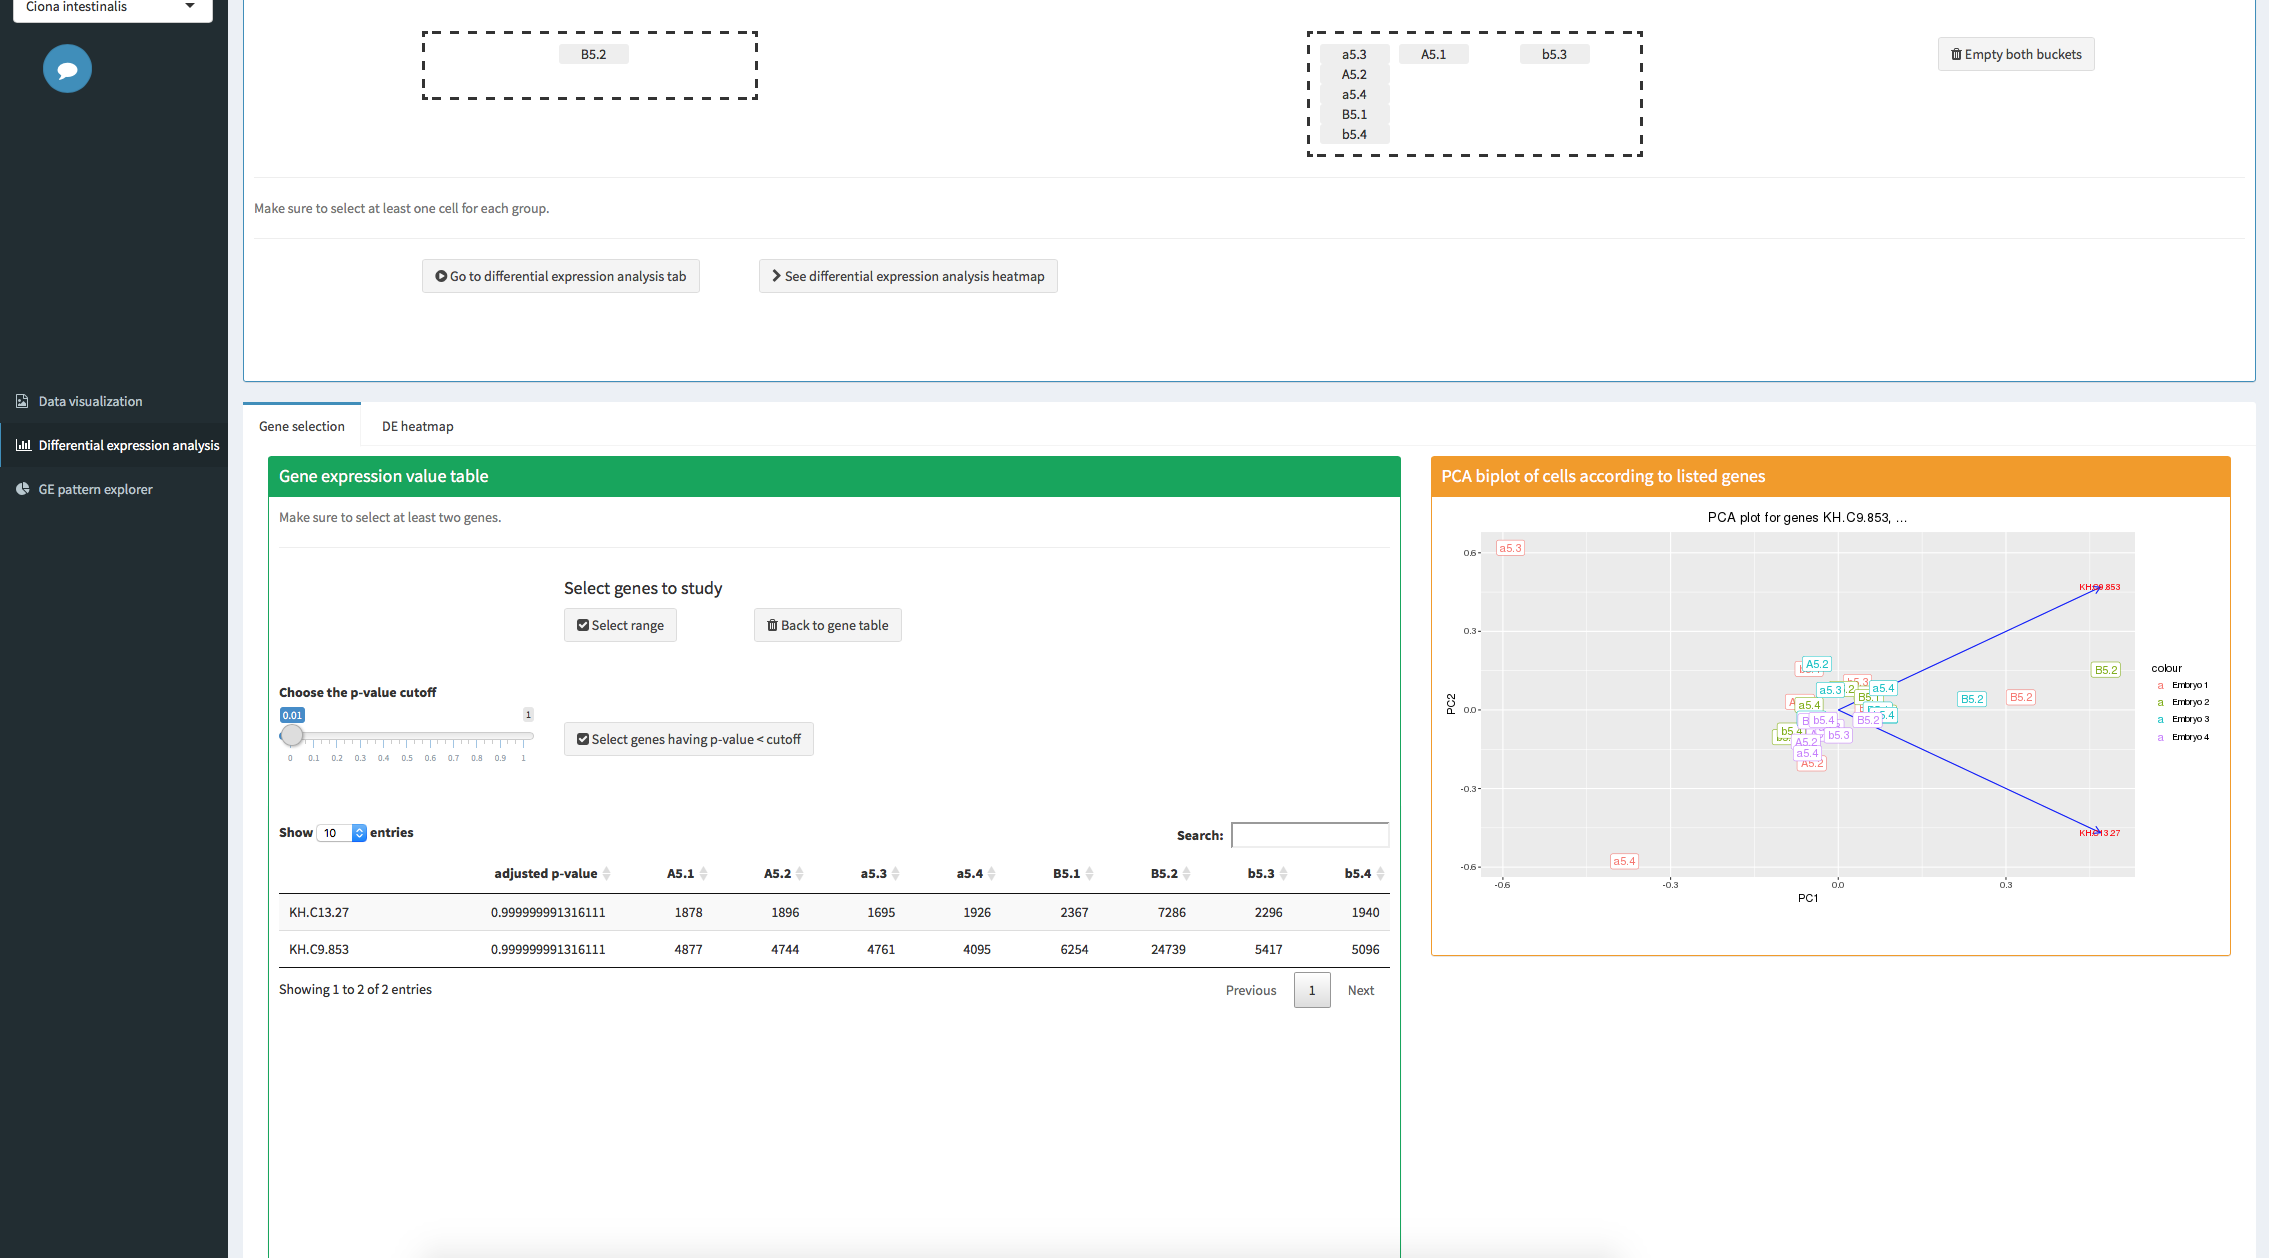 Ciona intestinalis
Data visualization
Differential expression analysis
GE pattern explorer
B5.2
a5.3 A5.1 b5.3
A5.2
a5.4
B5.1
b5.4
Empty both buckets
Make sure to select at least one cell for each group.
Go to differential expression analysis tab
See differential expression analysis heatmap
Gene selection
DE heatmap
Gene expression value table
Make sure to select at least two genes.
Select genes to study
Select range
Back to gene table
Choose the p-value cutoff
0.01 1
0 0.1 0.2 0.3 0.4 0.5 0.6 0.7 0.8 0.9 1
Select genes having p-value < cutoff
Show 10 entries
Search:
adjusted p-value A5.1 A5.2 a5.3 a5.4 B5.1 B5.2 b5.3 b5.4
KH.C13.27 0.999999991316111 1878 1896 1695 1926 2367 7286 2296 1940
KH.C9.853 0.999999991316111 4877 4744 4761 4095 6254 24739 5417 5096
Showing 1 to 2 of 2 entries
Previous 1 Next
PCA biplot of cells according to listed genes
PCA plot for genes KH.C9.853, ...
PC2
0.6
0.3
0.0
-0.3
-0.6
a5.3
KH.C9.853
A5.2
B5.2
b5.3
a5.3
a5.4
B5.1
B5.2
B5.2
a5.4
b5.4
B5.2
b5.4
b5.3
A5.2
a5.4
A5.2
KH.C13.27
a5.4
-0.6 -0.3 0.0 0.3
PC1
colour
a Embryo 1
a Embryo 2
a Embryo 3
a Embryo 4